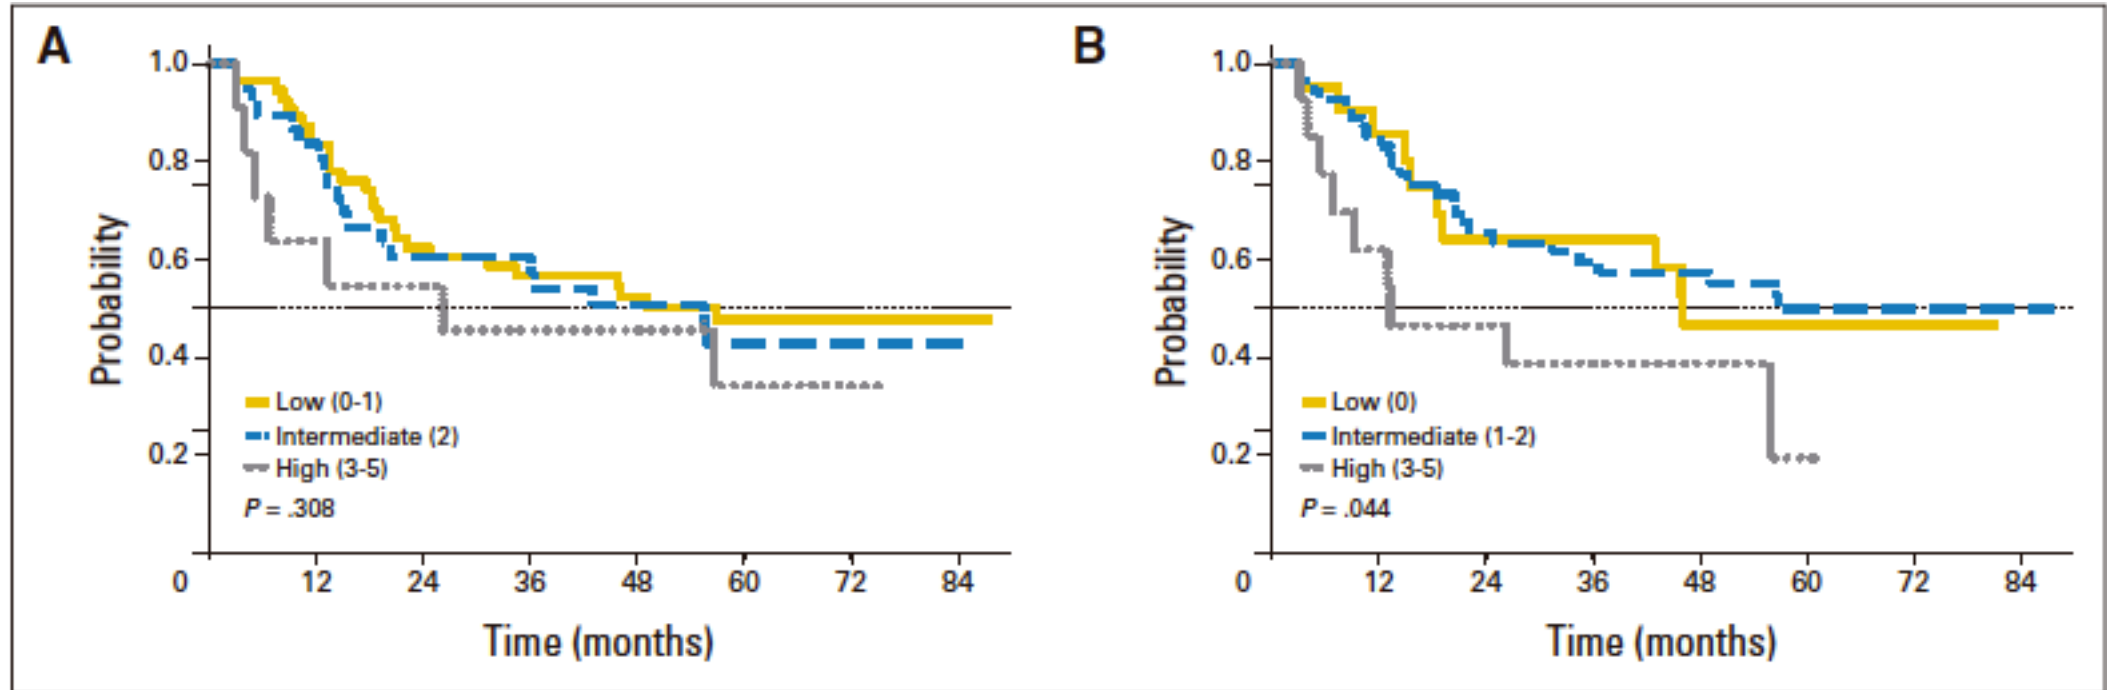 A
Probability
1.0
0.8
0.6
0.4
0.2
0
12
24
36
48
60
72
84
Low (0-1)
Intermediate (2)
High (3-5)
P = .308
Time (months)
B
Probability
1.0
0.8
0.6
0.4
0.2
0
12
24
36
48
60
72
84
Low (0)
Intermediate (1-2)
High (3-5)
P = .044
Time (months)